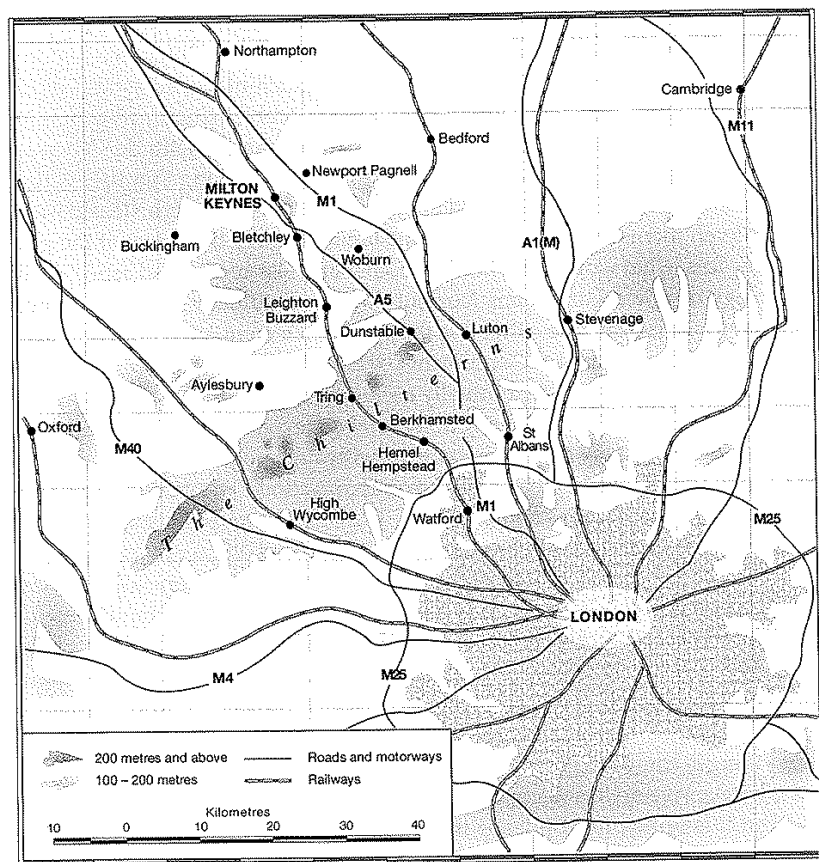 Northampton
Cambridge
M11
Bedford
Newport Pagnell
MILTON
KEYNES
M1
Buckingham
Bletchley
Woburn
A1(M)
A5
Leighton
Buzzard
Dunstable
Luton
Stevenage
Aylesbury
Tring
The Chilterns
Berkhamsted
Oxford
M40
Hemel
Hempstead
St
Albans
High
Wycombe
Watford
M1
M25
LONDON
M4
M25
200 metres and above
Roads and motorways
100 – 200 metres
Railways
Kilometres
10 0 10 20 30 40